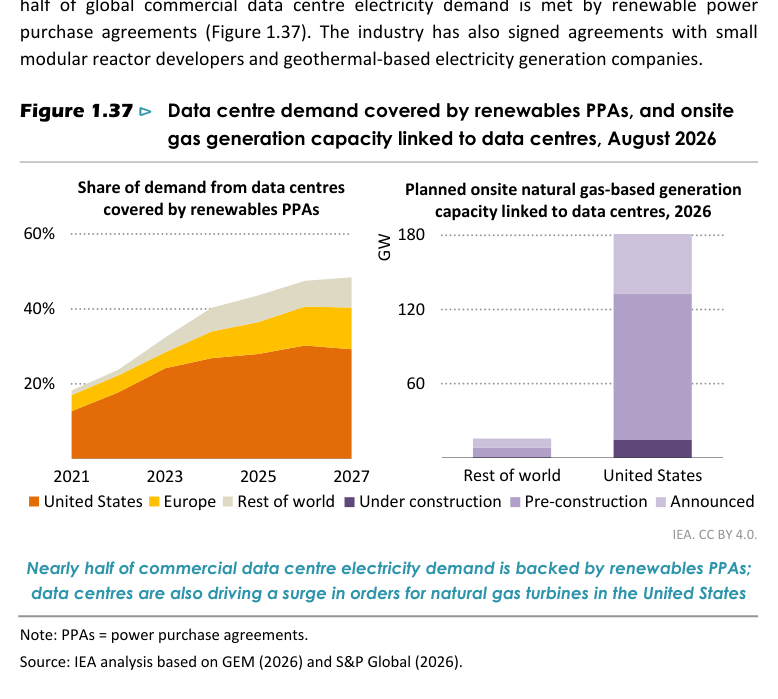 half of global commercial data centre electricity demand is met by renewable power
purchase agreements (Figure 1.37). The industry has also signed agreements with small
modular reactor developers and geothermal-based electricity generation companies.
Figure 1.37 ▻ Data centre demand covered by renewables PPAs, and onsite
gas generation capacity linked to data centres, August 2026
Share of demand from data centres
covered by renewables PPAs
60%
40%
20%
2021 2023 2025 2027
Planned onsite natural gas-based generation
capacity linked to data centres, 2026
GW
180
120
60
Rest of world United States
United States Europe Rest of world Under construction Pre-construction Announced
IEA. CC BY 4.0.
Nearly half of commercial data centre electricity demand is backed by renewables PPAs;
data centres are also driving a surge in orders for natural gas turbines in the United States
Note: PPAs = power purchase agreements.
Source: IEA analysis based on GEM (2026) and S&P Global (2026).